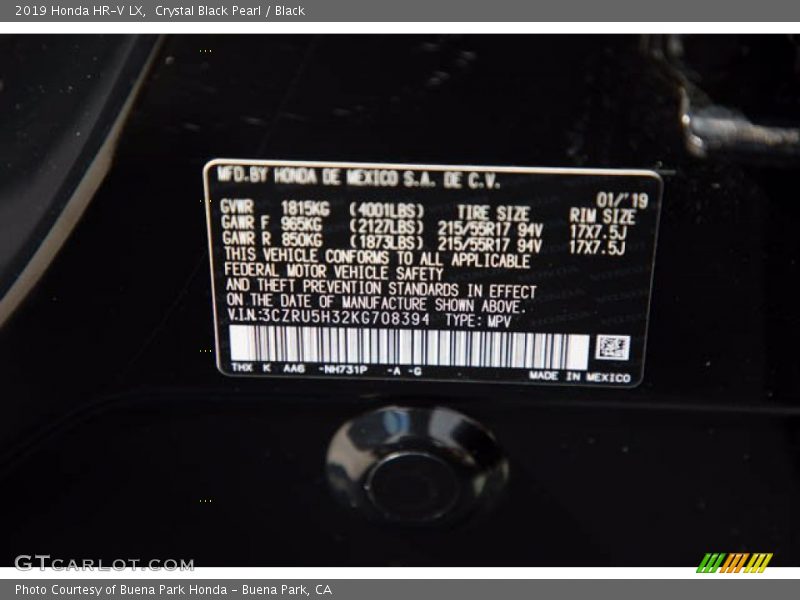 2019 Honda HR-V LX, Crystal Black Pearl / Black
MFD.BY HONDA DE MEXICO S.A. DE C.V.
01/'19
GVWR 1815KG (4001LBS) TIRE SIZE RIM SIZE
GAWR F 965KG (2127LBS) 215/55R17 94V 17X7.5J
GAWR R 850KG (1873LBS) 215/55R17 94V 17X7.5J
THIS VEHICLE CONFORMS TO ALL APPLICABLE
FEDERAL MOTOR VEHICLE SAFETY
AND THEFT PREVENTION STANDARDS IN EFFECT
ON THE DATE OF MANUFACTURE SHOWN ABOVE.
V.I.N:3CZRU5H32KG708394 TYPE: MPV
THX K AA6 -NH731P -A -G MADE IN MEXICO
GTCARLOT.COM
Photo Courtesy of Buena Park Honda - Buena Park, CA